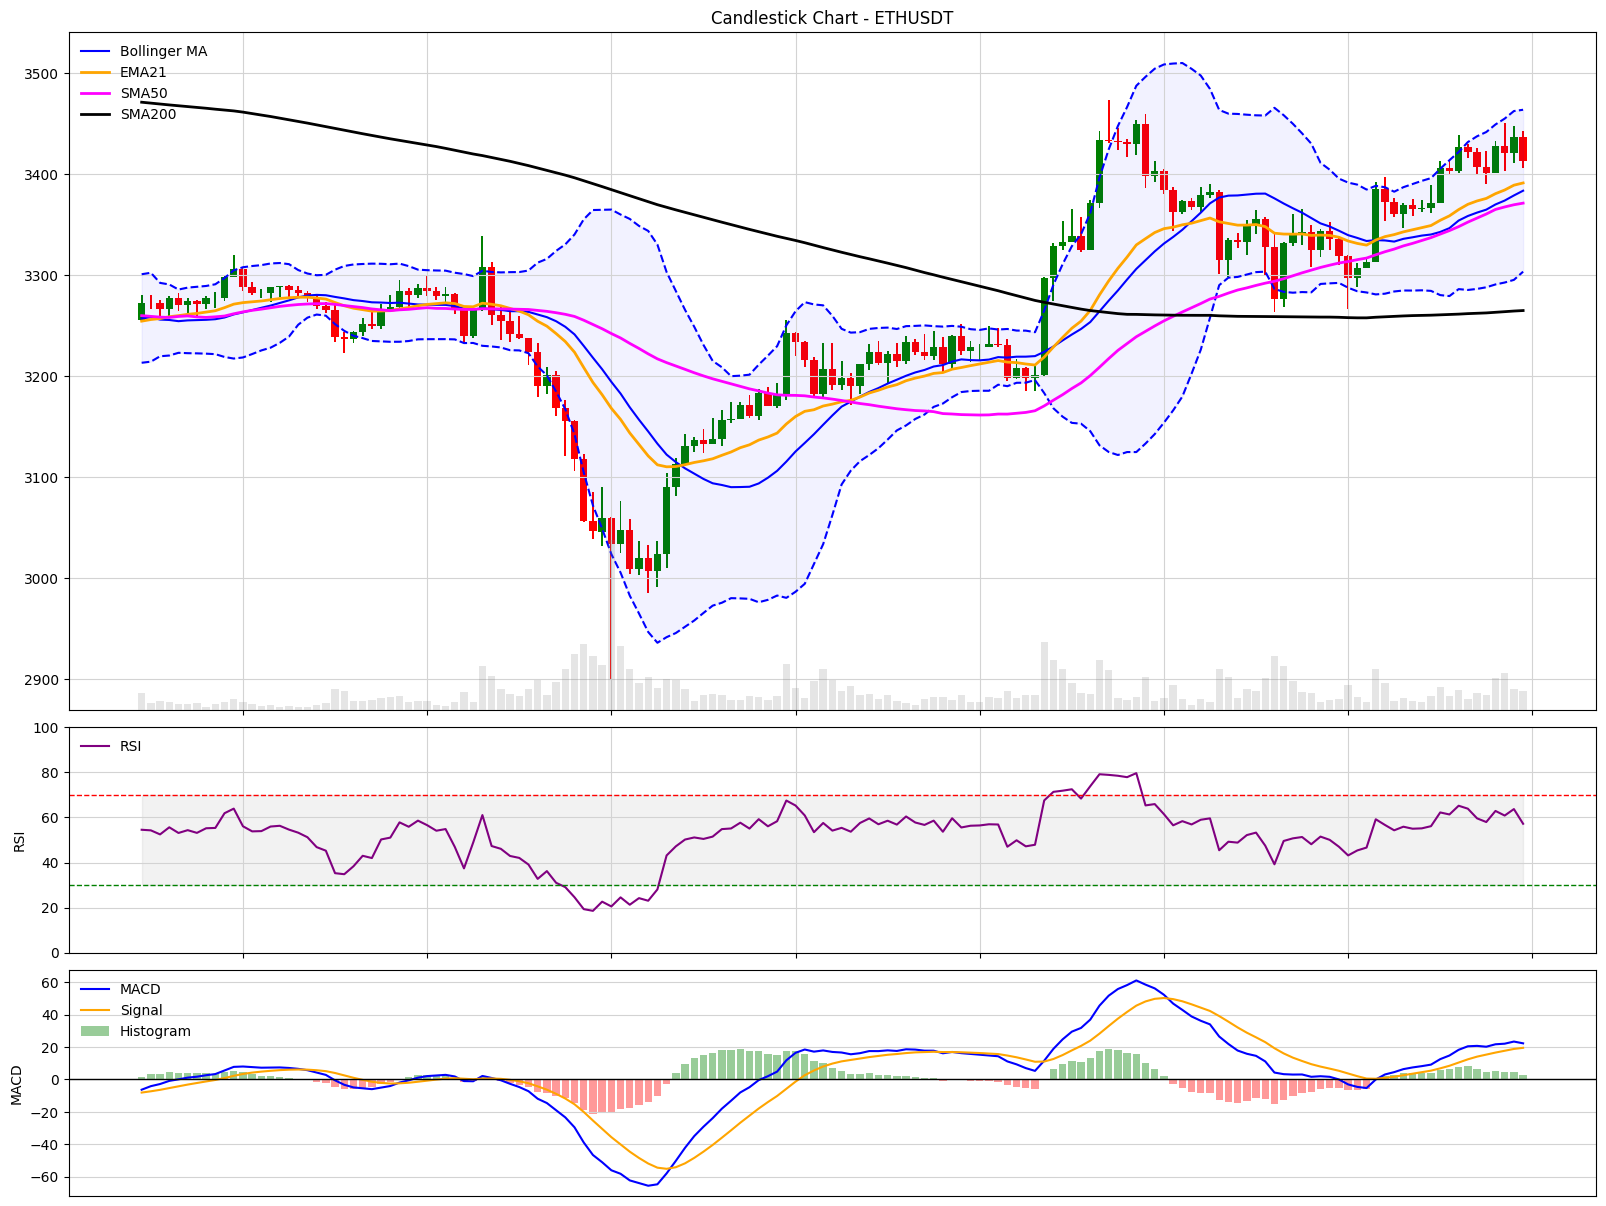 Candlestick Chart - ETHUSDT
Bollinger MA
EMA21
SMA50
SMA200
3500
3400
3300
3200
3100
3000
2900
RSI
RSI
100
80
60
40
20
0
MACD
Signal
Histogram
MACD
60
40
20
0
−20
−40
−60